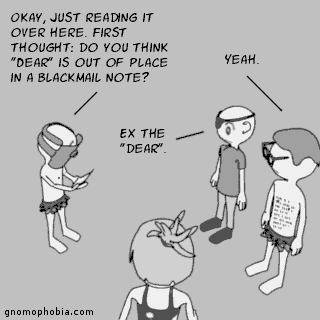 OKAY, JUST READING IT
OVER HERE. FIRST
THOUGHT: DO YOU THINK
"DEAR" IS OUT OF PLACE
IN A BLACKMAIL NOTE?
YEAH.
EX THE
"DEAR".
gnomophobia.com